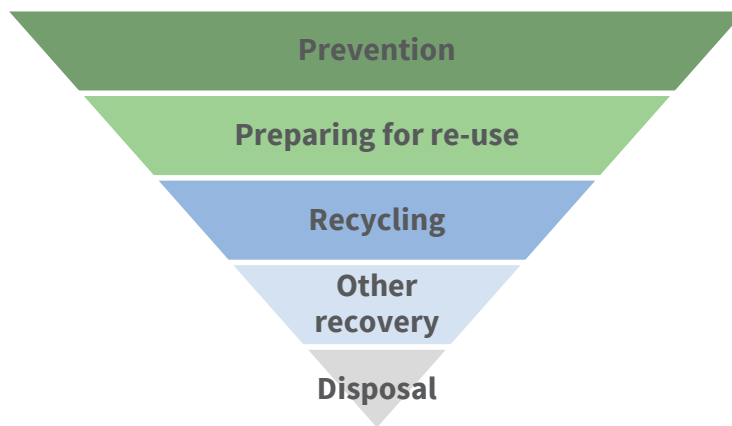 Prevention
Preparing for re-use
Recycling
Other
recovery
Disposal